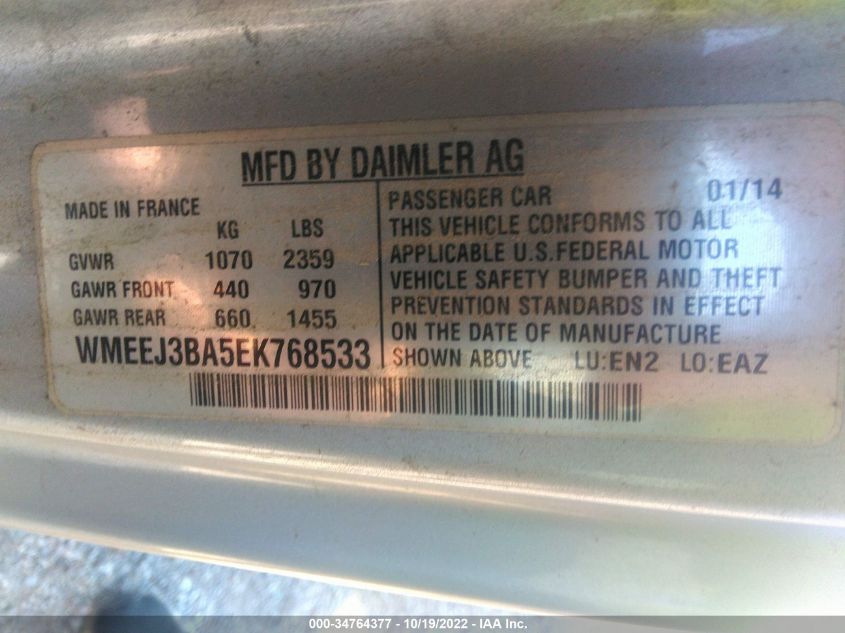 MFD BY DAIMLER AG
MADE IN FRANCE
KG LBS
GVWR 1070 2359
GAWR FRONT 440 970
GAWR REAR 660 1455
WMEEJ3BA5EK768533
PASSENGER CAR 01/14
THIS VEHICLE CONFORMS TO ALL
APPLICABLE U.S.FEDERAL MOTOR
VEHICLE SAFETY BUMPER AND THEFT
PREVENTION STANDARDS IN EFFECT
ON THE DATE OF MANUFACTURE
SHOWN ABOVE LU:EN2 LO:EAZ
000-34764377 - 10/19/2022 - IAA Inc.